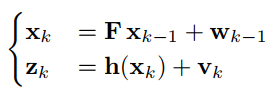 x_k = F x_{k−1} + w_{k−1}
z_k = h(x_k) + v_k